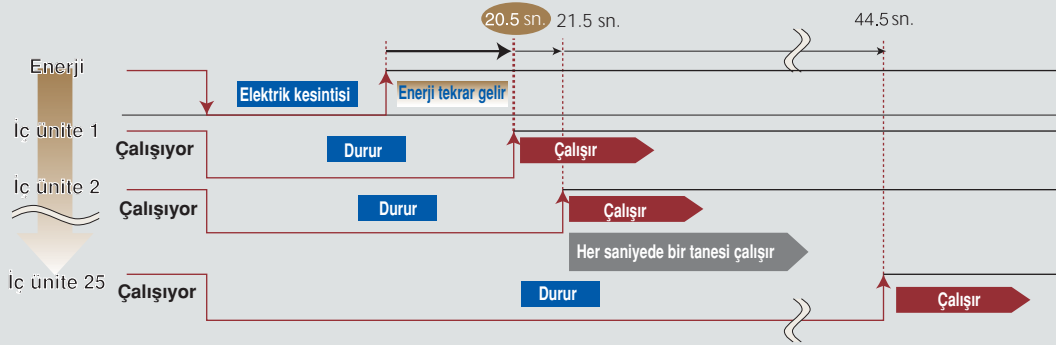 20.5 sn. 21.5 sn. 44.5 sn.
Enerji
Elektrik kesintisi Enerji tekrar gelir
İç ünite 1
Çalışıyor Durur Çalışır
İç ünite 2
Çalışıyor Durur Çalışır
Her saniyede bir tanesi çalışır
İç ünite 25
Çalışıyor Durur Çalışır